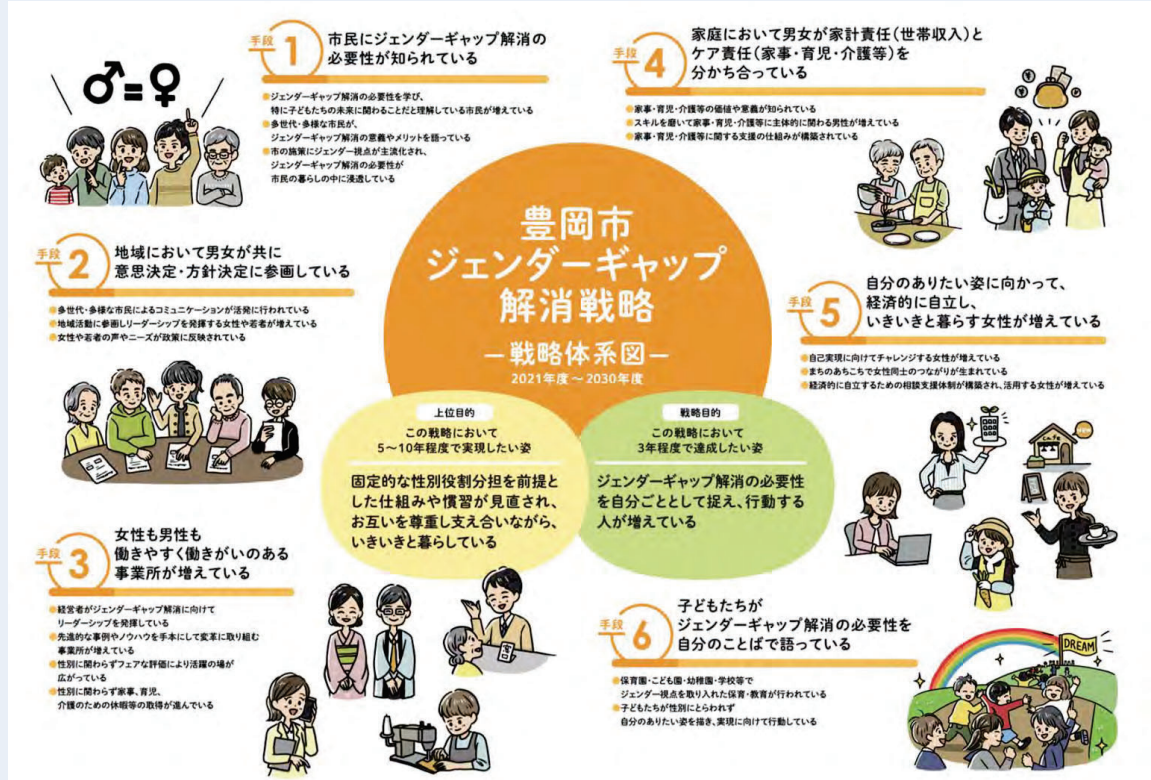 手段
1
市民にジェンダーギャップ解消の
必要性が知られている
●ジェンダーギャップ解消の必要性を学び、
特に子どもたちの未来に関わることだと理解している市民が増えている
●多世代・多様な市民が、
ジェンダーギャップ解消の意義やメリットを語っている
●市の施策にジェンダー視点が主流化され、
ジェンダーギャップ解消の必要性が
市民の暮らしの中に浸透している
♂=♀
手段
2
地域において男女が共に
意思決定・方針決定に参画している
●多世代・多様な市民によるコミュニケーションが活発に行われている
●地域活動に参画しリーダーシップを発揮する女性や若者が増えている
●女性や若者の声やニーズが政策に反映されている
手段
3
女性も男性も
働きやすく働きがいのある
事業所が増えている
●経営者がジェンダーギャップ解消に向けて
リーダーシップを発揮している
●先進的な事例やノウハウを手本にして変革に取り組む
事業所が増えている
●性別に関わらずフェアな評価により活躍の場が
広がっている
●性別に関わらず家事、育児、
介護のための休暇等の取得が進んでいる
窓口
豊岡市
ジェンダーギャップ
解消戦略
―戦略体系図―
2021年度~2030年度
上位目的
この戦略において
5~10年程度で実現したい姿
固定的な性別役割分担を前提
とした仕組みや慣習が見直され、
お互いを尊重し支え合いながら、
いきいきと暮らしている
戦略目的
この戦略において
3年程度で達成したい姿
ジェンダーギャップ解消の必要性
を自分ごととして捉え、行動する
人が増えている
手段
4
家庭において男女が家計責任(世帯収入)と
ケア責任(家事・育児・介護等)を
分かち合っている
●家事・育児・介護等の価値や意義が知られている
●スキルを磨いて家事・育児・介護等に主体的に関わる男性が増えている
●家事・育児・介護等に関する支援の仕組みが構築されている
手段
5
自分のありたい姿に向かって、
経済的に自立し、
いきいきと暮らす女性が増えている
●自己実現に向けてチャレンジする女性が増えている
●まちのあちこちで女性同士のつながりが生まれている
●経済的に自立するための相談支援体制が構築され、活用する女性が増えている
cafe
手段
6
子どもたちが
ジェンダーギャップ解消の必要性を
自分のことばで語っている
●保育園・こども園・幼稚園・学校等で
ジェンダー視点を取り入れた保育・教育が行われている
●子どもたちが性別にとらわれず
自分のありたい姿を描き、実現に向けて行動している
DREAM